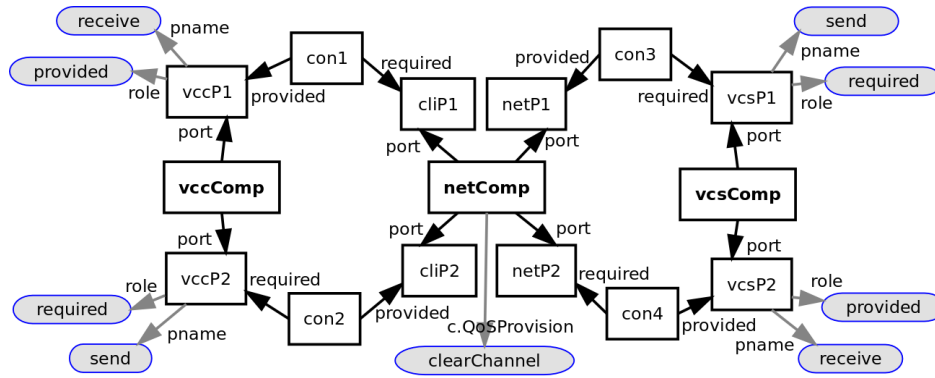 receive
send
pname
con1
provided
con3
pname
provided
required
required
vccP1
provided
cliP1
netP1
required
vcsP1
role
role
port
port
port
port
vccComp
netComp
vcsComp
port
port
port
port
vccP2
required
cliP2
netP2
required
vcsP2
role
role
required
provided
con2
provided
con4
provided
pname
c.QoSProvision
pname
send
clearChannel
receive